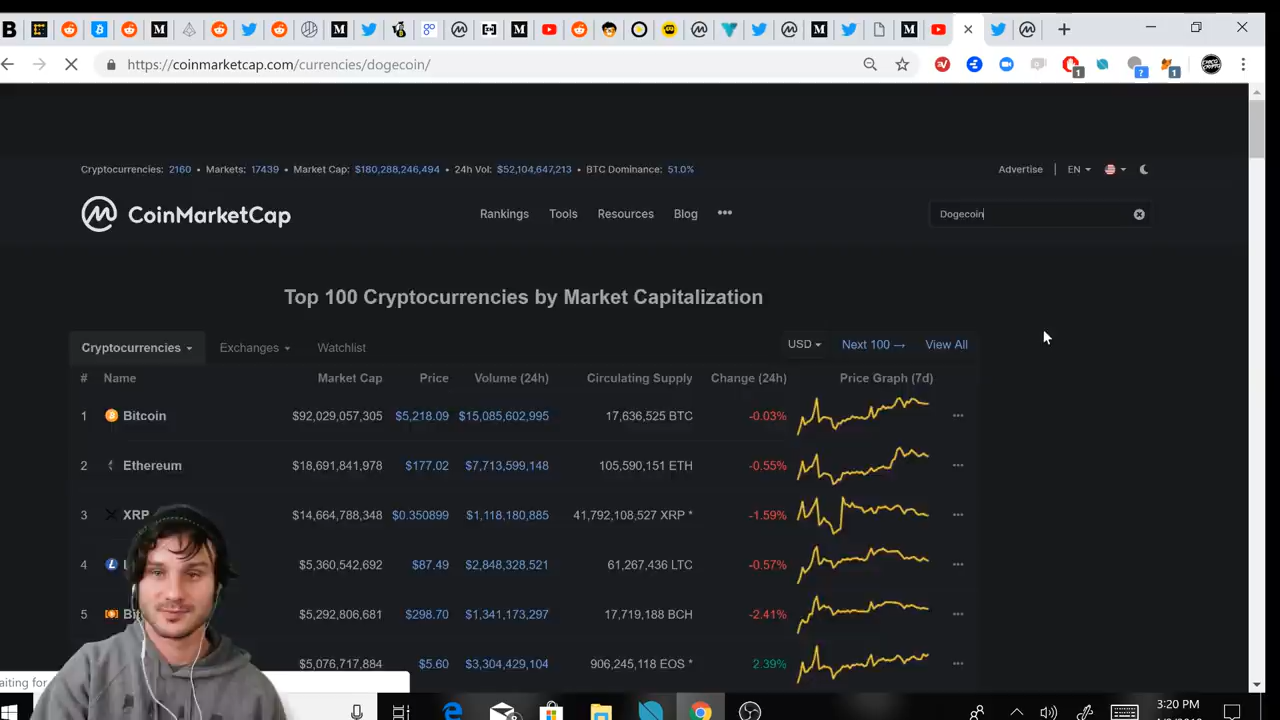 https://coinmarketcap.com/currencies/dogecoin/
1
?
1
Cryptocurrencies: 2160 • Markets: 17439 • Market Cap: $180,288,246,494 • 24h Vol: $52,104,647,213 • BTC Dominance: 51.0%
Advertise EN
CoinMarketCap
Rankings Tools Resources Blog •••
Dogecoin
Top 100 Cryptocurrencies by Market Capitalization
Cryptocurrencies Exchanges Watchlist
USD Next 100 → View All
# Name Market Cap Price Volume (24h) Circulating Supply Change (24h) Price Graph (7d)
1 Bitcoin $92,029,057,305 $5,218.09 $15,085,602,995 17,636,525 BTC -0.03%
2 Ethereum $18,691,841,978 $177.02 $7,713,599,148 105,590,151 ETH -0.55%
3 XRP $14,664,788,348 $0.350899 $1,118,180,885 41,792,108,527 XRP * -1.59%
4 L $5,360,542,692 $87.49 $2,848,328,521 61,267,436 LTC -0.57%
5 Bit $5,292,806,681 $298.70 $1,341,173,297 17,719,188 BCH -2.41%
$5,076,717,884 $5.60 $3,304,429,104 906,245,118 EOS * 2.39%
aiting for
3:20 PM